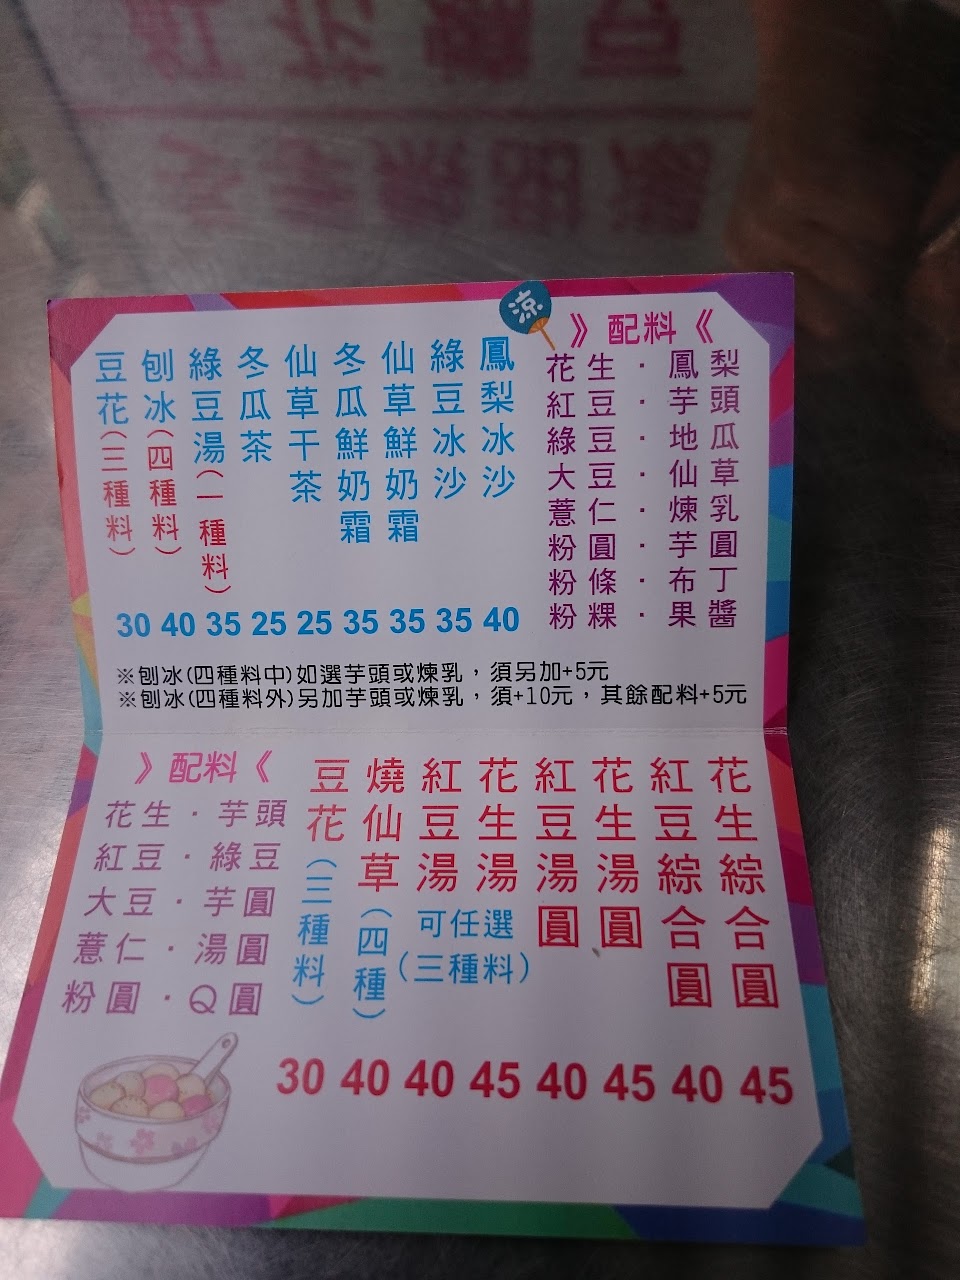 涼
》配料《
花生．鳳梨
紅豆．芋頭
綠豆．地瓜
大豆．仙草
薏仁．煉乳
粉圓．芋圓
粉條．布丁
粉粿．果醬
鳳梨冰沙
40
綠豆冰沙
35
仙草鮮奶霜
35
冬瓜鮮奶霜
35
仙草干茶
25
冬瓜茶
25
綠豆湯(一種料)
35
刨冰(四種料)
40
豆花(三種料)
30
※刨冰(四種料中)如選芋頭或煉乳，須另加+5元
※刨冰(四種料外)另加芋頭或煉乳，須+10元，其餘配料+5元
》配料《
花生．芋頭
紅豆．綠豆
大豆．芋圓
薏仁．湯圓
粉圓．Q圓
花生綜合圓
45
紅豆綜合圓
40
花生湯圓
45
紅豆湯圓
40
花生湯
45
紅豆湯
40
可任選
(三種料)
燒仙草(四種)
40
豆花(三種料)
30